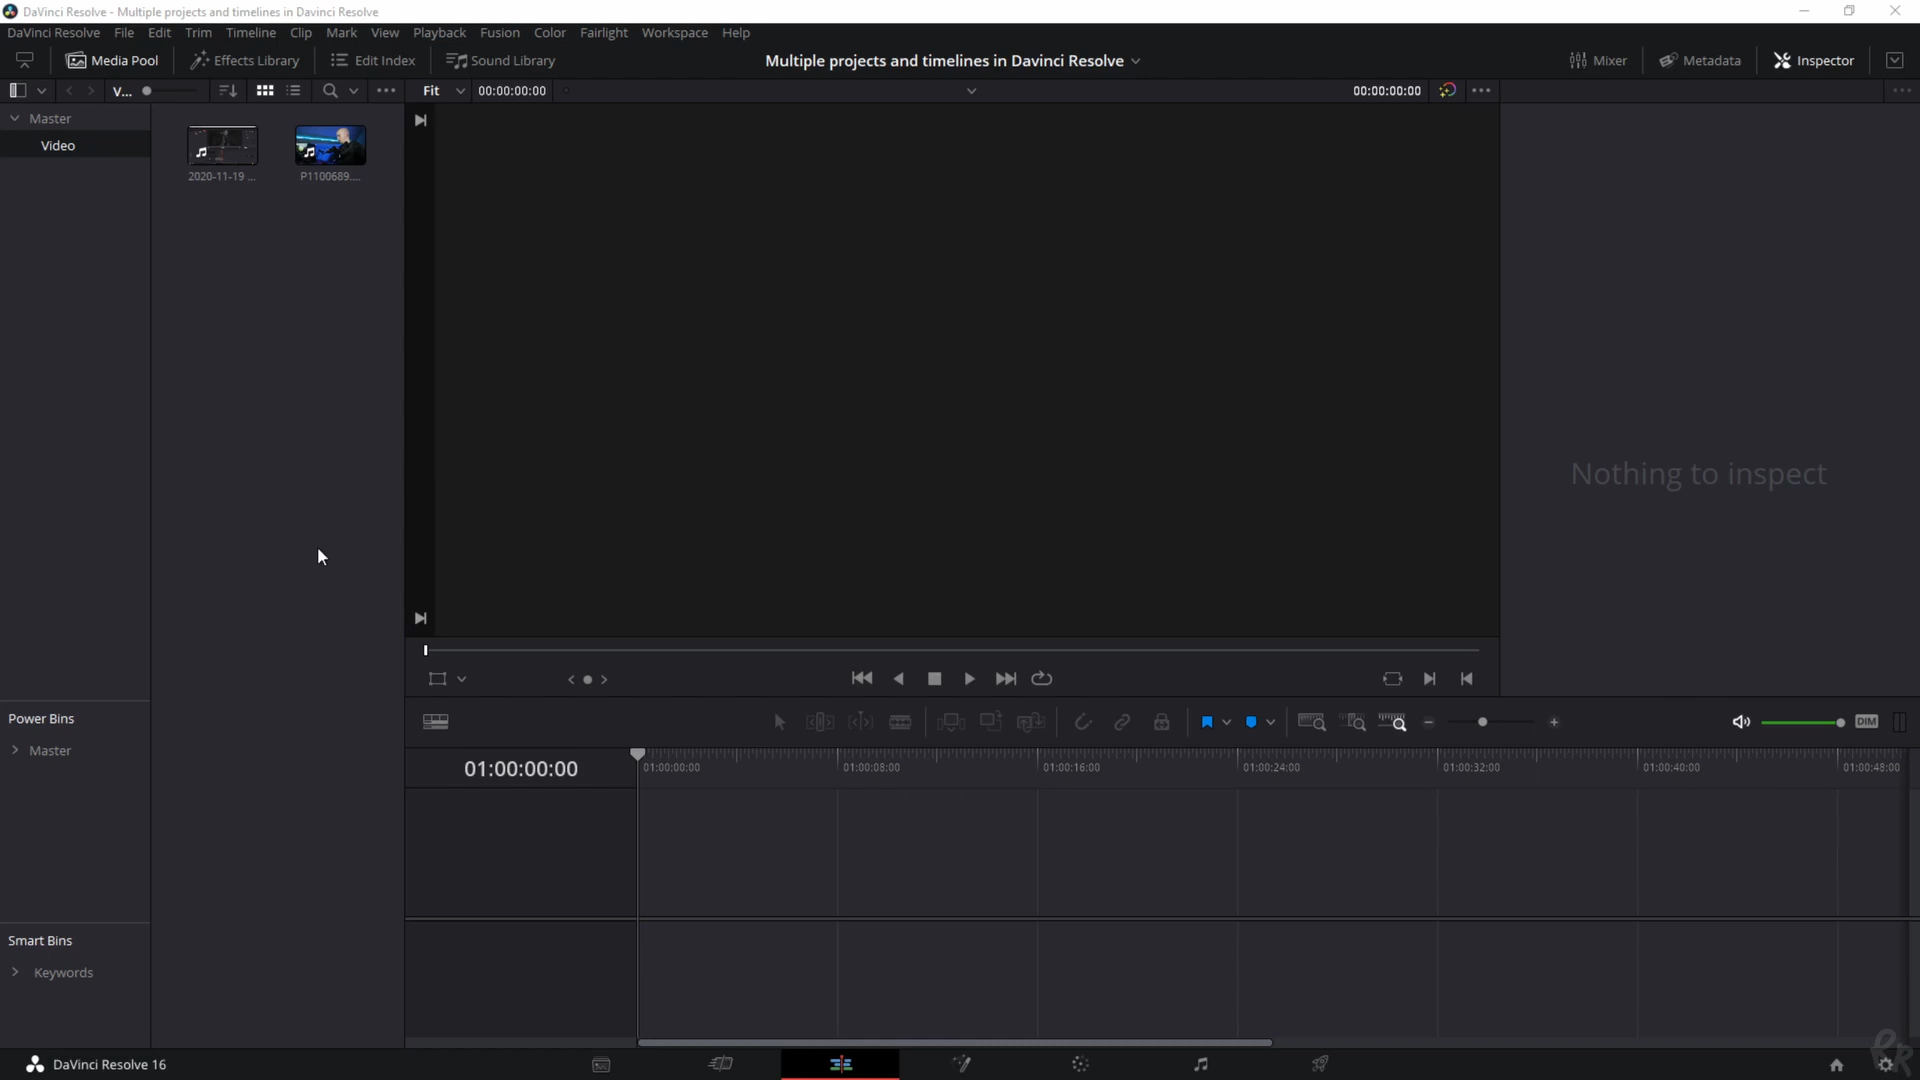 DaVinci Resolve - Multiple projects and timelines in Davinci Resolve
DaVinci Resolve File Edit Trim Timeline Clip Mark View Playback Fusion Color Fairlight Workspace Help
Media Pool Effects Library Edit Index Sound Library Multiple projects and timelines in Davinci Resolve Mixer Metadata Inspector
V... Fit 00:00:00:00 00:00:00:00
Master
Video
2020-11-19 ... P1100689....
Nothing to inspect
Power Bins
Master
DIM
01:00:00:00 01:00:00:00 01:00:08:00 01:00:16:00 01:00:24:00 01:00:32:00 01:00:40:00 01:00:48:00
Smart Bins
Keywords
DaVinci Resolve 16